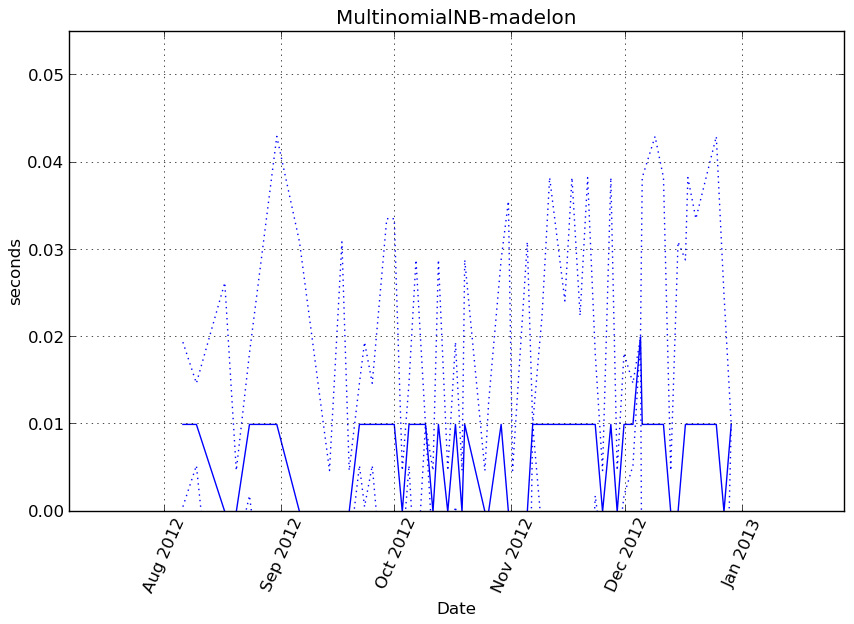 MultinomialNB-madelon
0.05
0.04
0.03
0.02
0.01
0.00
seconds
Aug 2012
Sep 2012
Oct 2012
Nov 2012
Dec 2012
Jan 2013
Date